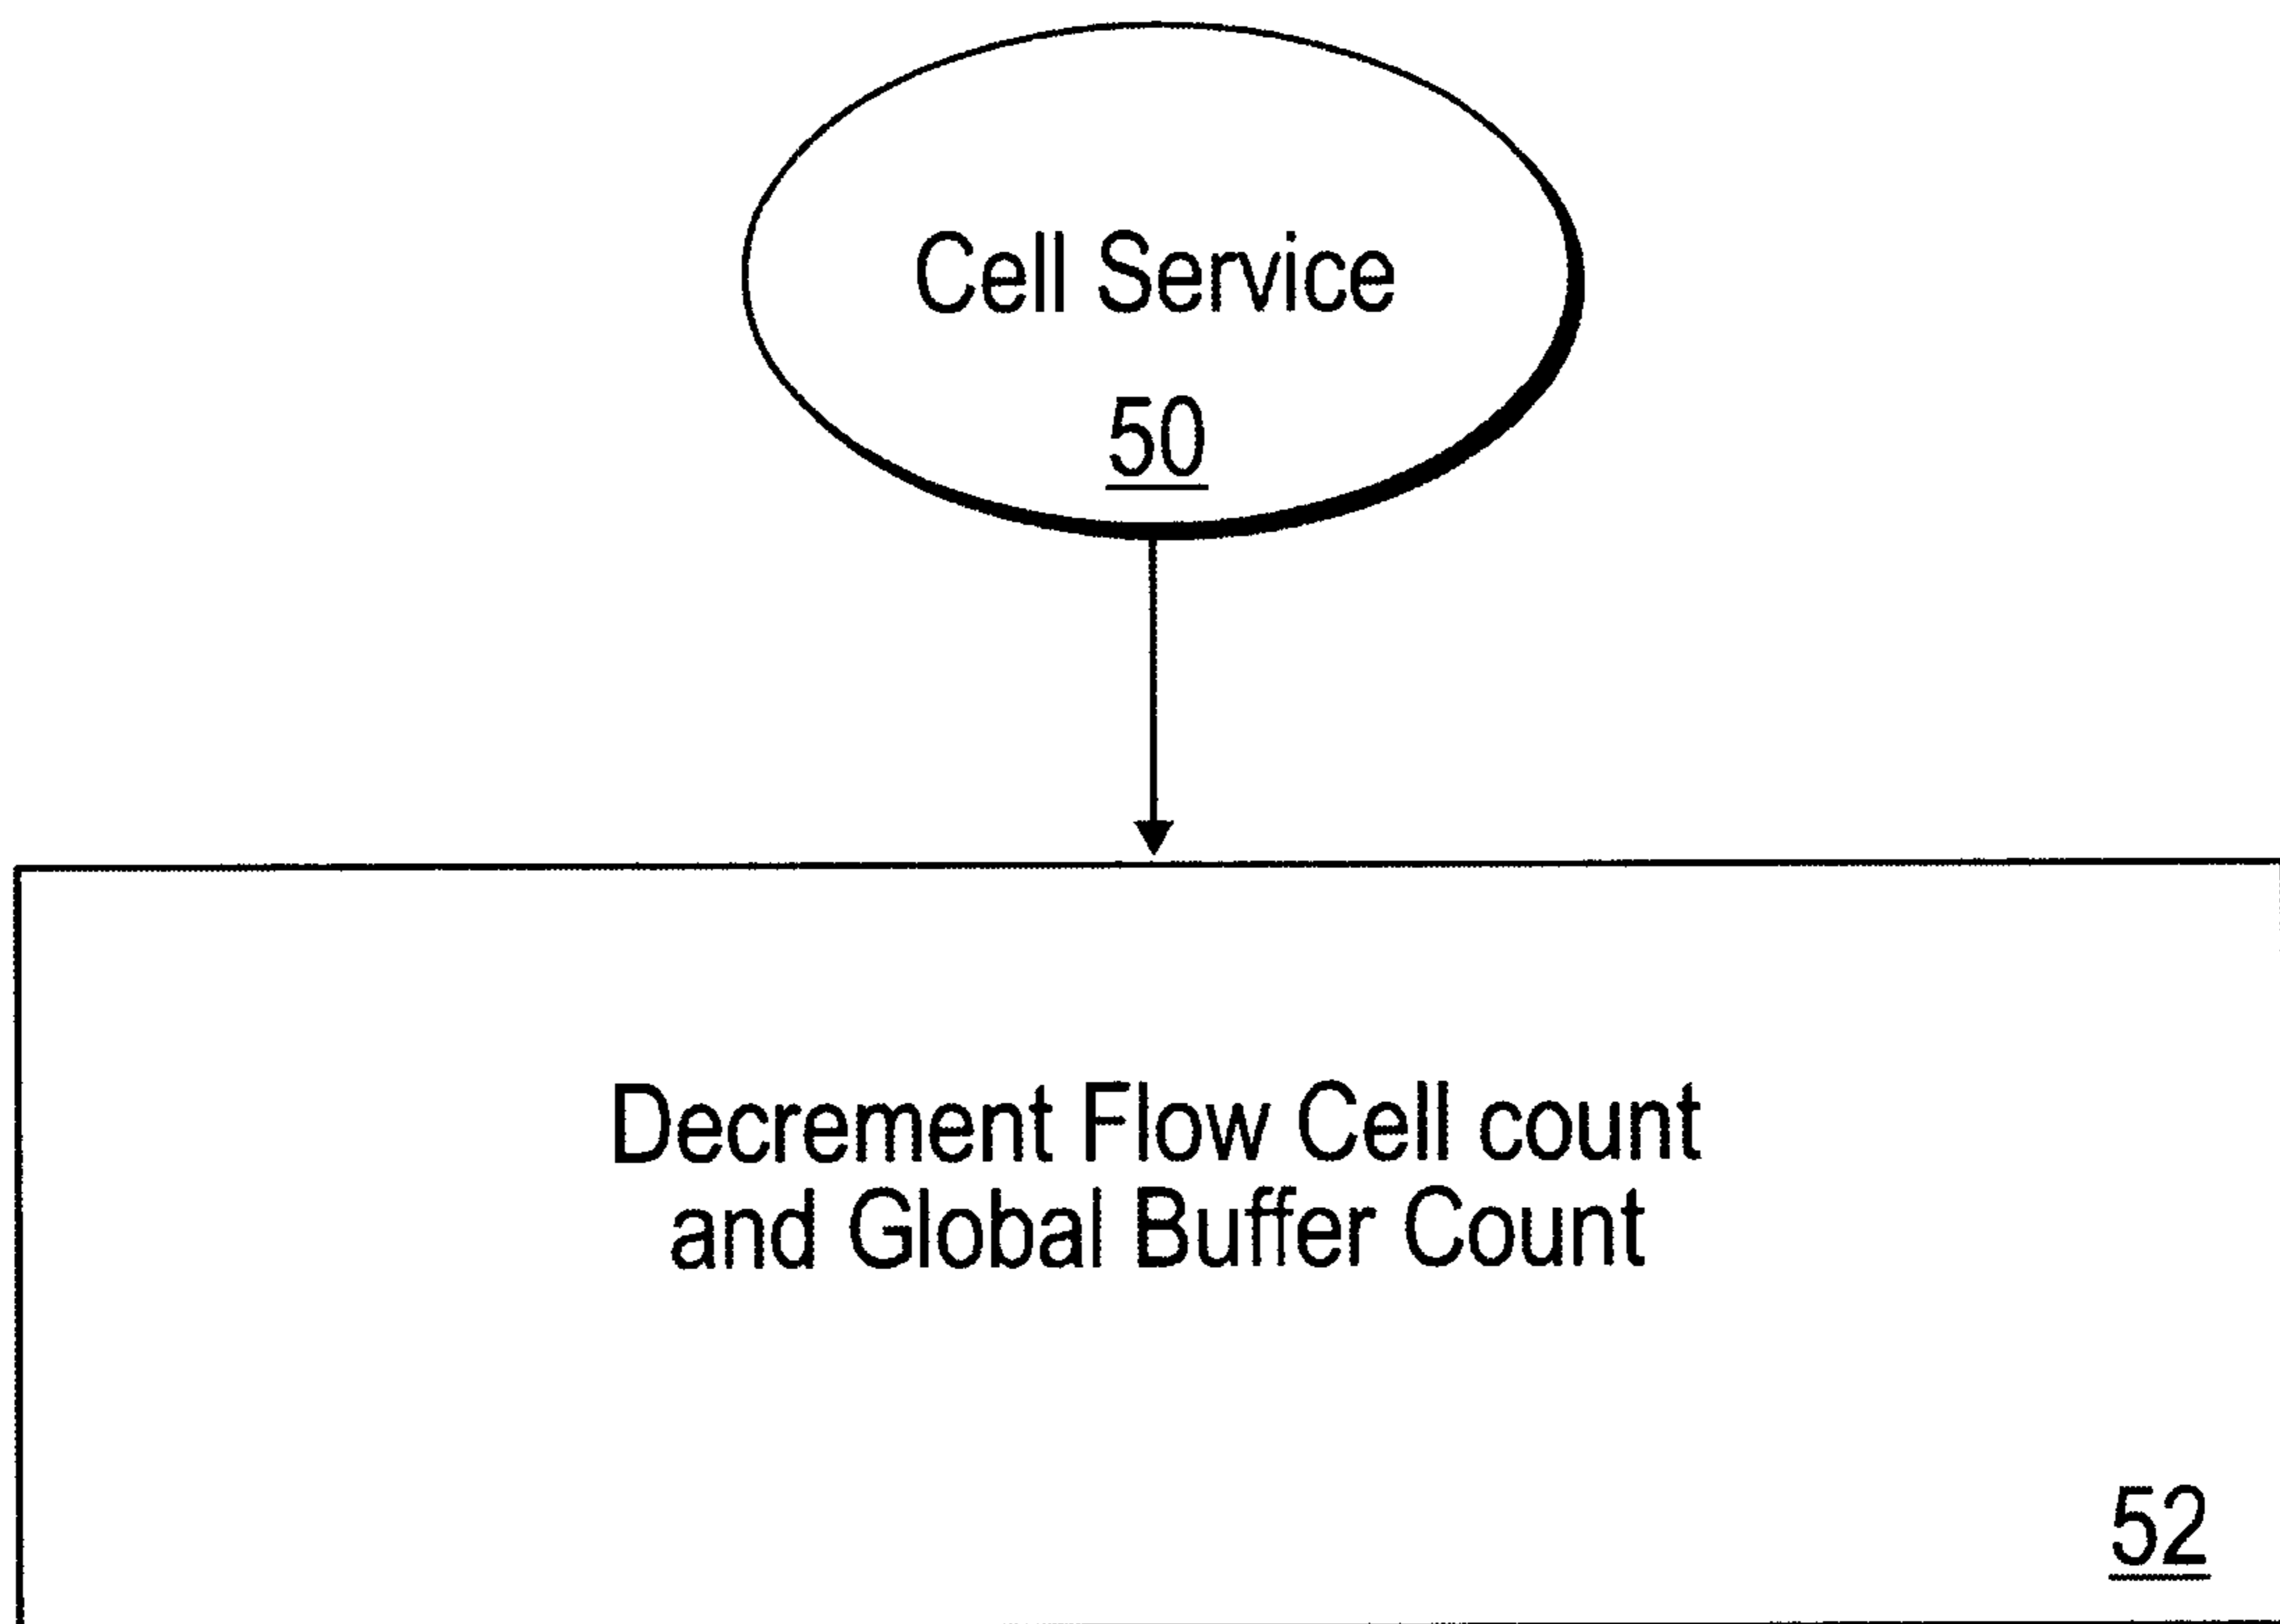 Cell Service
50
Decrement Flow Cell count
and Global Buffer Count
52